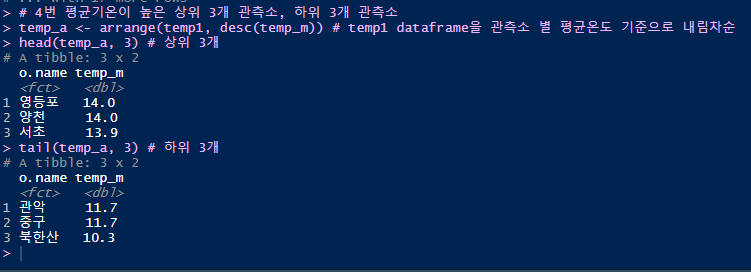 > # 4번 평균기온이 높은 상위 3개 관측소, 하위 3개 관측소
> temp_a <- arrange(temp1, desc(temp_m)) # temp1 dataframe을 관측소 별 평균온도 기준으로 내림차순
> head(temp_a, 3) # 상위 3개
# A tibble: 3 x 2
o.name temp_m
<fct> <dbl>
1 영등포 14.0
2 양천 14.0
3 서초 13.9
> tail(temp_a, 3) # 하위 3개
# A tibble: 3 x 2
o.name temp_m
<fct> <dbl>
1 관악 11.7
2 중구 11.7
3 북한산 10.3
>